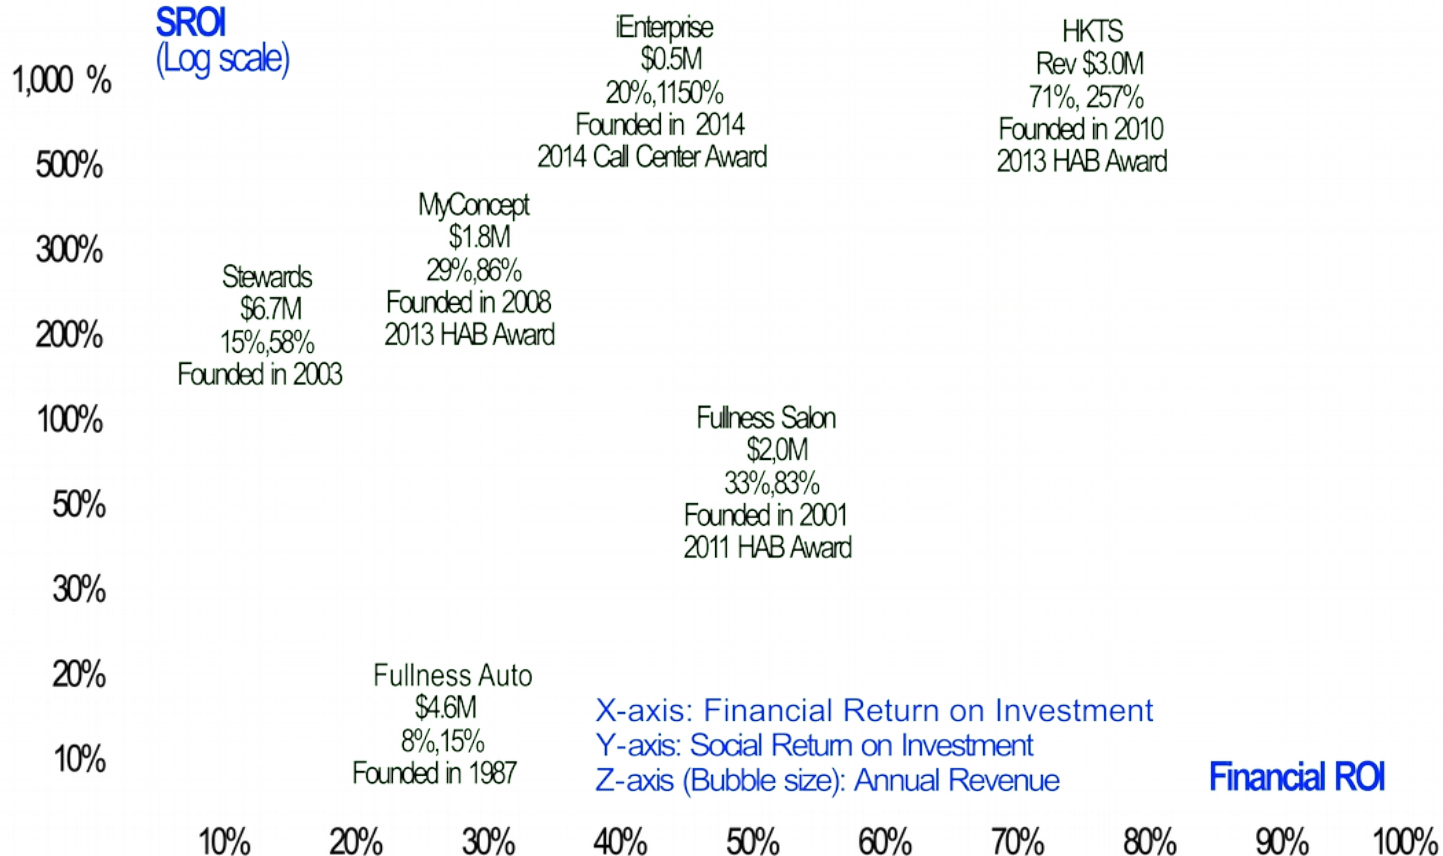 SROI
(Log scale)
1,000 %
500%
300%
200%
100%
50%
30%
20%
10%
iEnterprise
$0.5M
20%,1150%
Founded in 2014
2014 Call Center Award
HKTS
Rev $3.0M
71%, 257%
Founded in 2010
2013 HAB Award
MyConcept
$1.8M
29%,86%
Founded in 2008
2013 HAB Award
Stewards
$6.7M
15%,58%
Founded in 2003
Fullness Salon
$2,0M
33%,83%
Founded in 2001
2011 HAB Award
Fullness Auto
$4.6M
8%,15%
Founded in 1987
X-axis: Financial Return on Investment
Y-axis: Social Return on Investment
Z-axis (Bubble size): Annual Revenue
Financial ROI
10% 20% 30% 40% 50% 60% 70% 80% 90% 100%